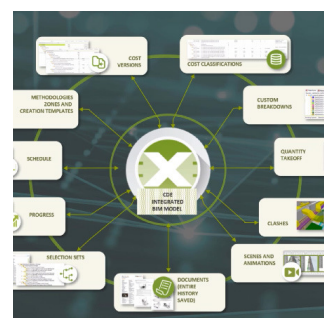 COST
VERSIONS
COST CLASSIFICATIONS
METHODOLOGIES
ZONES AND
CREATION TEMPLATES
CUSTOM
BREAKDOWNS
SCHEDULE
QUANTITY
TAKEOFF
CDE
INTEGRATED
BIM MODEL
PROGRESS
CLASHES
SELECTION SETS
SCENES AND
ANIMATIONS
DOCUMENTS
(ENTIRE
HISTORY
SAVED)